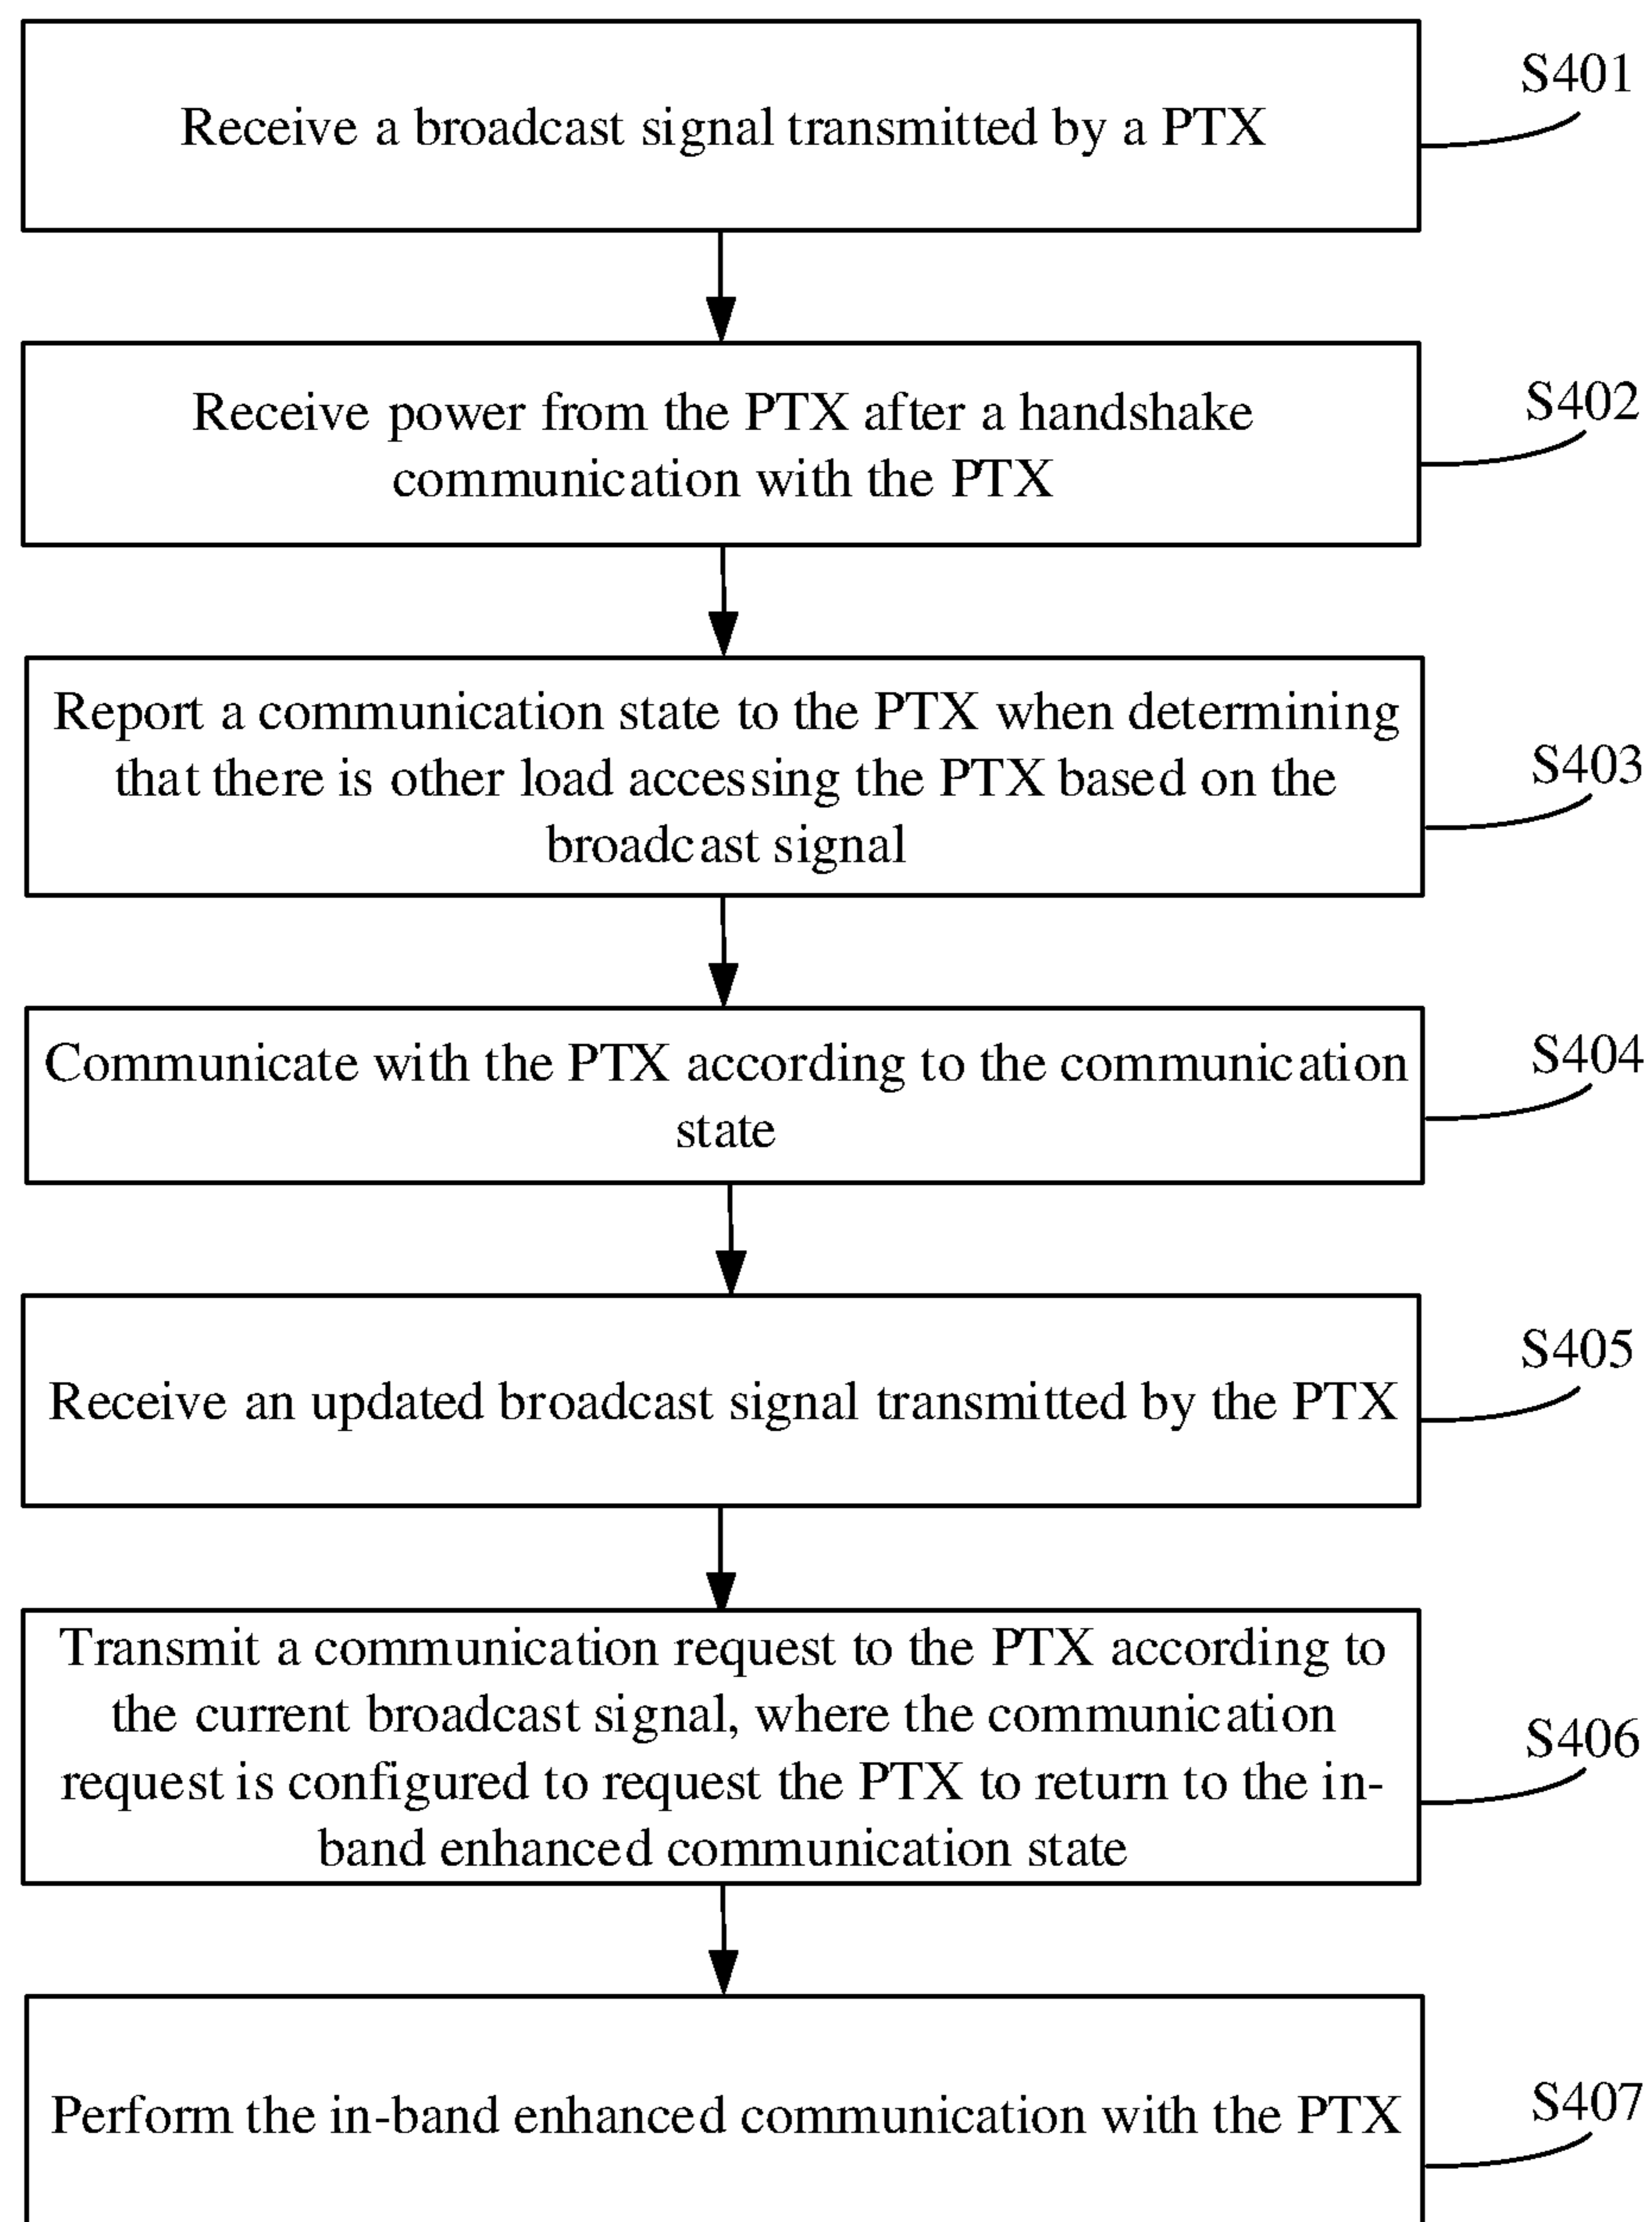 Receive a broadcast signal transmitted by a PTX
S401
Receive power from the PTX after a handshake
communication with the PTX
S402
Report a communication state to the PTX when determining
that there is other load accessing the PTX based on the
broadcast signal
S403
Communicate with the PTX according to the communication
state
S404
Receive an updated broadcast signal transmitted by the PTX
S405
Transmit a communication request to the PTX according to
the current broadcast signal, where the communication
request is configured to request the PTX to return to the in-
band enhanced communication state
S406
Perform the in-band enhanced communication with the PTX
S407